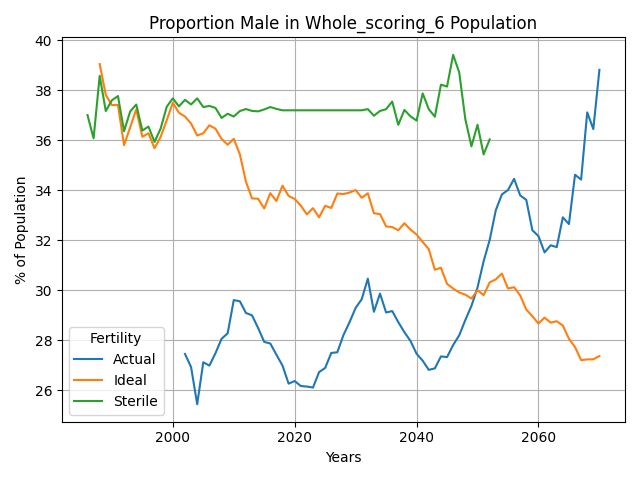 Proportion Male in Whole_scoring_6 Population
% of Population
40
38
36
34
32
30
28
26
Fertility
Actual
Ideal
Sterile
2000
2020
2040
2060
Years